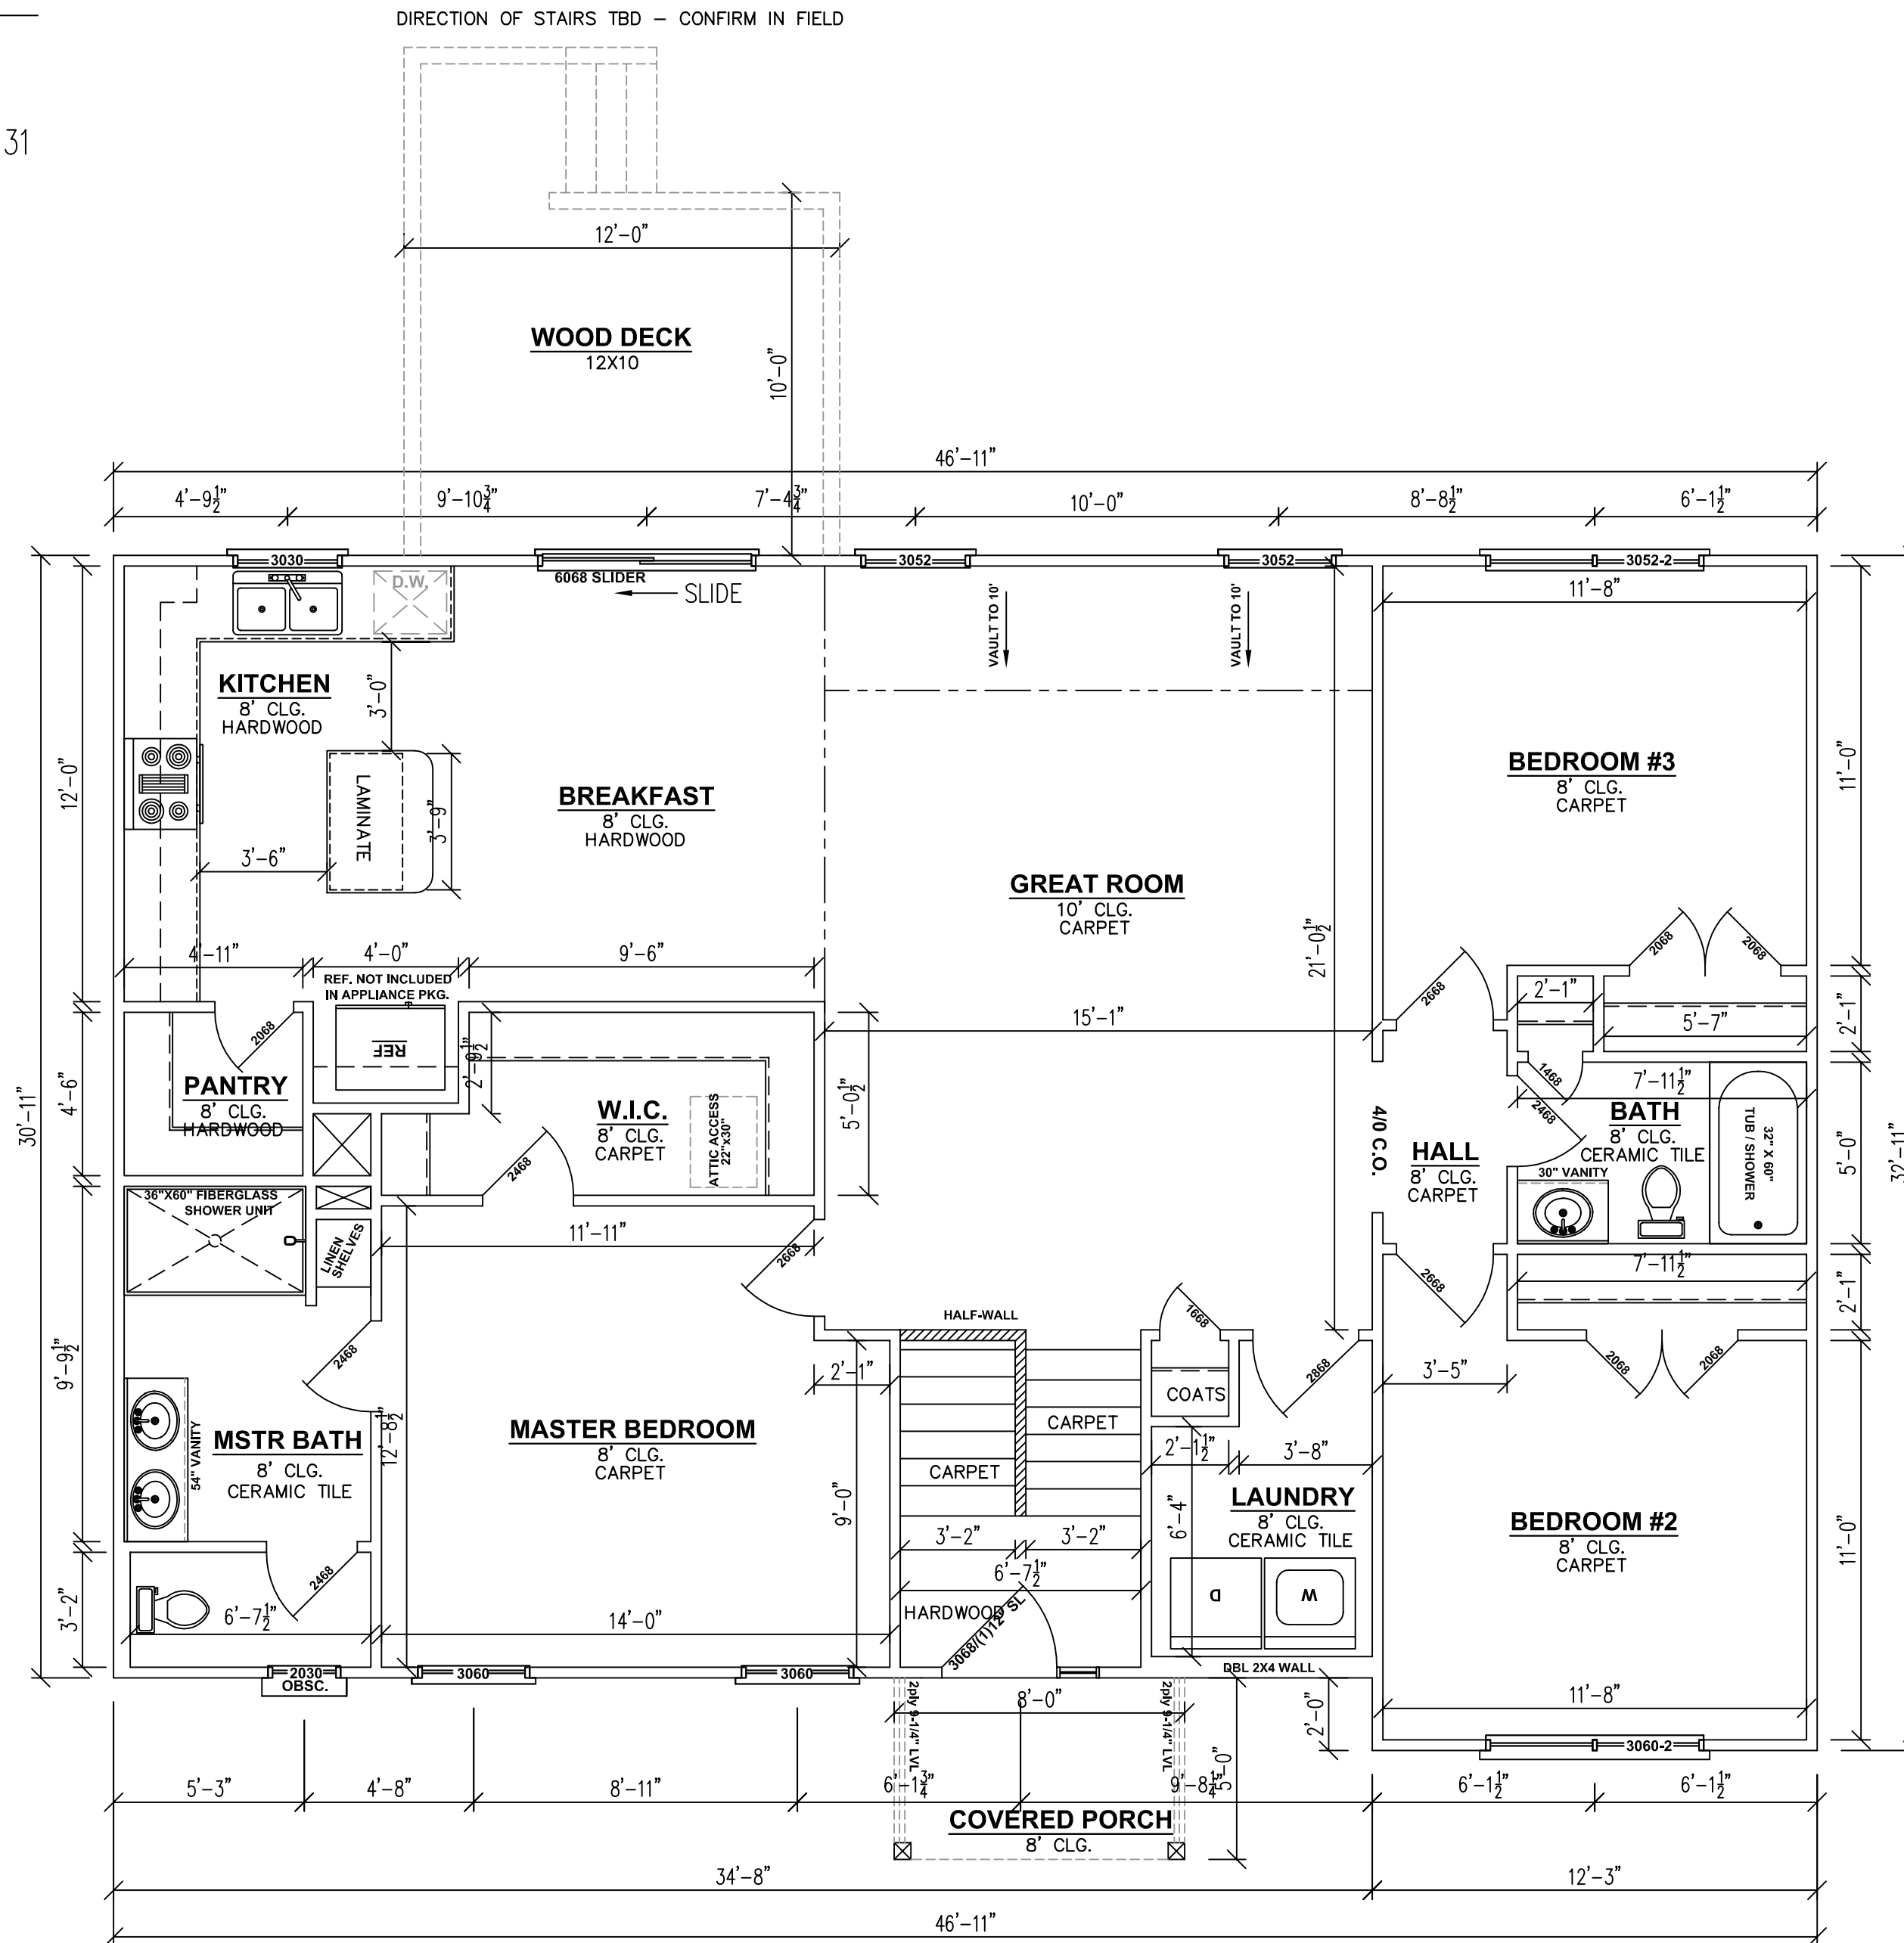 DIRECTION OF STAIRS TBD – CONFIRM IN FIELD
31
12'-0"
WOOD DECK
12X10
10'-0"
46'-11"
4'-9½"
9'-10¾"
7'-4¾"
10'-0"
8'-8½"
6'-1½"
3030
6068 SLIDER
SLIDE
3052
3052
3052-2
D.W.
11'-8"
VAULT TO 10'
VAULT TO 10'
KITCHEN
8' CLG.
HARDWOOD
3'-0"
LAMINATE
3'-9"
3'-6"
12'-0"
BREAKFAST
8' CLG.
HARDWOOD
GREAT ROOM
10' CLG.
CARPET
21'-0½"
BEDROOM #3
8' CLG.
CARPET
11'-0"
2068
2068
4'-11"
4'-0"
9'-6"
REF. NOT INCLUDED
IN APPLIANCE PKG.
REF
2068
2'-9½"
15'-1"
5'-0½"
2668
2'-1"
5'-7"
2'-1"
30'-11"
4'-6"
PANTRY
8' CLG.
HARDWOOD
W.I.C.
8' CLG.
CARPET
ATTIC ACCESS
22"x30"
2468
4/0 C.O.
HALL
8' CLG.
CARPET
1468
2468
7'-11½"
BATH
8' CLG.
CERAMIC TILE
30" VANITY
TUB / SHOWER
32" X 60"
5'-0"
32'-11"
36"X60" FIBERGLASS
SHOWER UNIT
LINEN
SHELVES
11'-11"
2668
2668
7'-11½"
2'-1"
HALF-WALL
1668
2868
2068
2068
9'-9½"
2468
2'-1"
COATS
3'-5"
54" VANITY
MSTR BATH
8' CLG.
CERAMIC TILE
12'-8½"
MASTER BEDROOM
8' CLG.
CARPET
9'-0"
CARPET
CARPET
2'-1½"
3'-8"
6'-4"
LAUNDRY
8' CLG.
CERAMIC TILE
BEDROOM #2
8' CLG.
CARPET
11'-0"
3'-2"
3'-2"
6'-7½"
D
W
3'-2"
2468
6'-7½"
14'-0"
HARDWOOD
3068/(1)12" SL
2030
OBSC.
3060
3060
DBL 2X4 WALL
2ply 9-1/4" LVL
8'-0"
2ply 9-1/4" LVL
2'-0"
11'-8"
3060-2
5'-0"
5'-3"
4'-8"
8'-11"
6'-1¾"
9'-8¼"
6'-1½"
6'-1½"
COVERED PORCH
8' CLG.
34'-8"
12'-3"
46'-11"